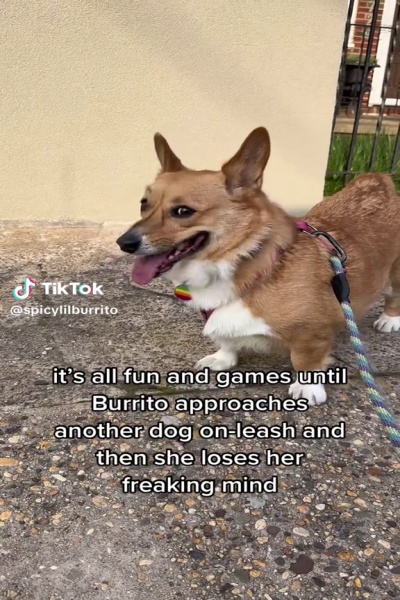 TikTok
@spicylilburrito
it's all fun and games until
Burrito approaches
another dog on-leash and
then she loses her
freaking mind